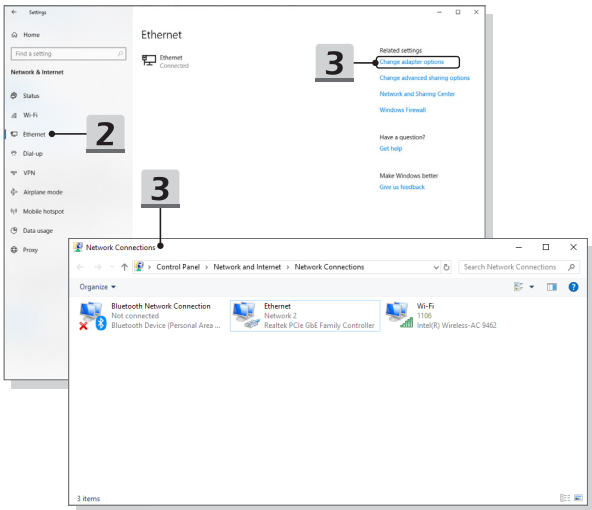 Settings
Home
Find a setting
Network & Internet
Status
Wi-Fi
Ethernet
Dial-up
VPN
Airplane mode
Mobile hotspot
Data usage
Proxy
2
Ethernet
Ethernet
Connected
3
Related settings
Change adapter options
Change advanced sharing options
Network and Sharing Center
Windows Firewall
Have a question?
Get help
Make Windows better
Give us feedback
3
Network Connections
Control Panel > Network and Internet > Network Connections
Search Network Connections
Organize
Bluetooth Network Connection
Not connected
Bluetooth Device (Personal Area ...
Ethernet
Network 2
Realtek PCIe GbE Family Controller
Wi-Fi
1106
Intel(R) Wireless-AC 9462
3 items